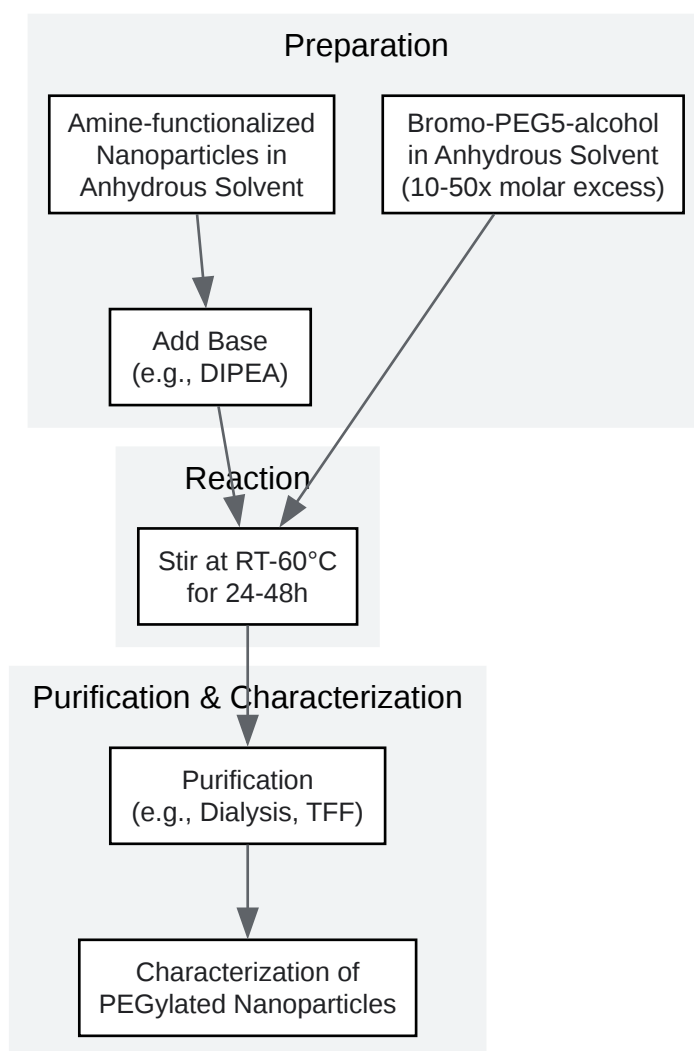 Preparation
Amine-functionalized
Nanoparticles in
Anhydrous Solvent
Bromo-PEG5-alcohol
in Anhydrous Solvent
(10-50x molar excess)
Add Base
(e.g., DIPEA)
Reaction
Stir at RT-60°C
for 24-48h
Purification & Characterization
Purification
(e.g., Dialysis, TFF)
Characterization of
PEGylated Nanoparticles